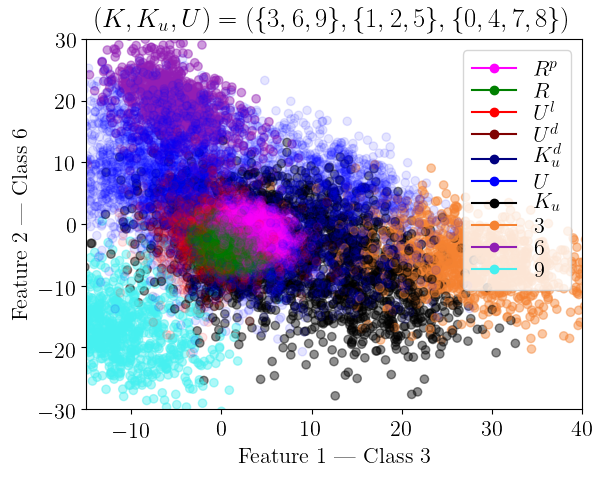 (K, K_u, U) = ({3, 6, 9}, {1, 2, 5}, {0, 4, 7, 8})
30
20
10
0
−10
−20
−30
Feature 2 — Class 6
R^p
R
U^l
U^d
K_u^d
U
K_u
3
6
9
−10
0
10
20
30
40
Feature 1 — Class 3